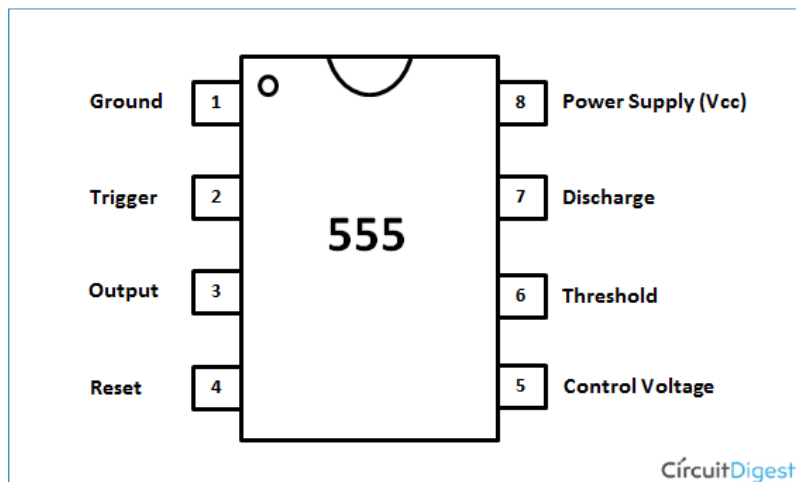 Ground 1 8 Power Supply (Vcc)
Trigger 2 7 Discharge
555
Output 3 6 Threshold
Reset 4 5 Control Voltage
CircuitDigest